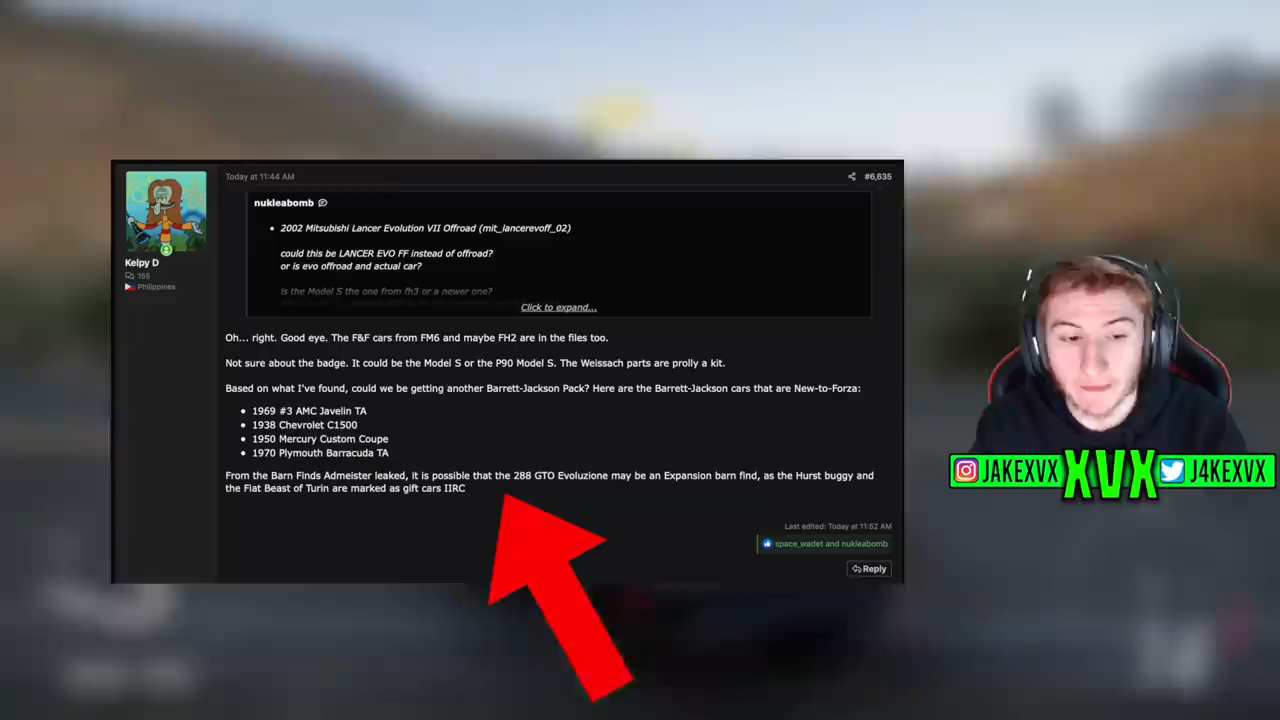 Today at 11:44 AM
#6,635
nukleabomb
2002 Mitsubishi Lancer Evolution VII Offroad (mit_lancerevoff_02)
could this be LANCER EVO FF instead of offroad?
or is evo offroad and actual car?
is the Model S the one from fh3 or a newer one?
Click to expand...
Kelpy D
155
Philippines
Oh... right. Good eye. The F&F cars from FM6 and maybe FH2 are in the files too.
Not sure about the badge. It could be the Model S or the P90 Model S. The Weissach parts are prolly a kit.
Based on what I've found, could we be getting another Barrett-Jackson Pack? Here are the Barrett-Jackson cars that are New-to-Forza:
1969 #3 AMC Javelin TA
1938 Chevrolet C1500
1950 Mercury Custom Coupe
1970 Plymouth Barracuda TA
From the Barn Finds Admeister leaked, it is possible that the 288 GTO Evoluzione may be an Expansion barn find, as the Hurst buggy and
the Fiat Beast of Turin are marked as gift cars IIRC
Last edited: Today at 11:52 AM
space_wadet and nukleabomb
Reply
JAKEXVX
XVX
J4KEXVX